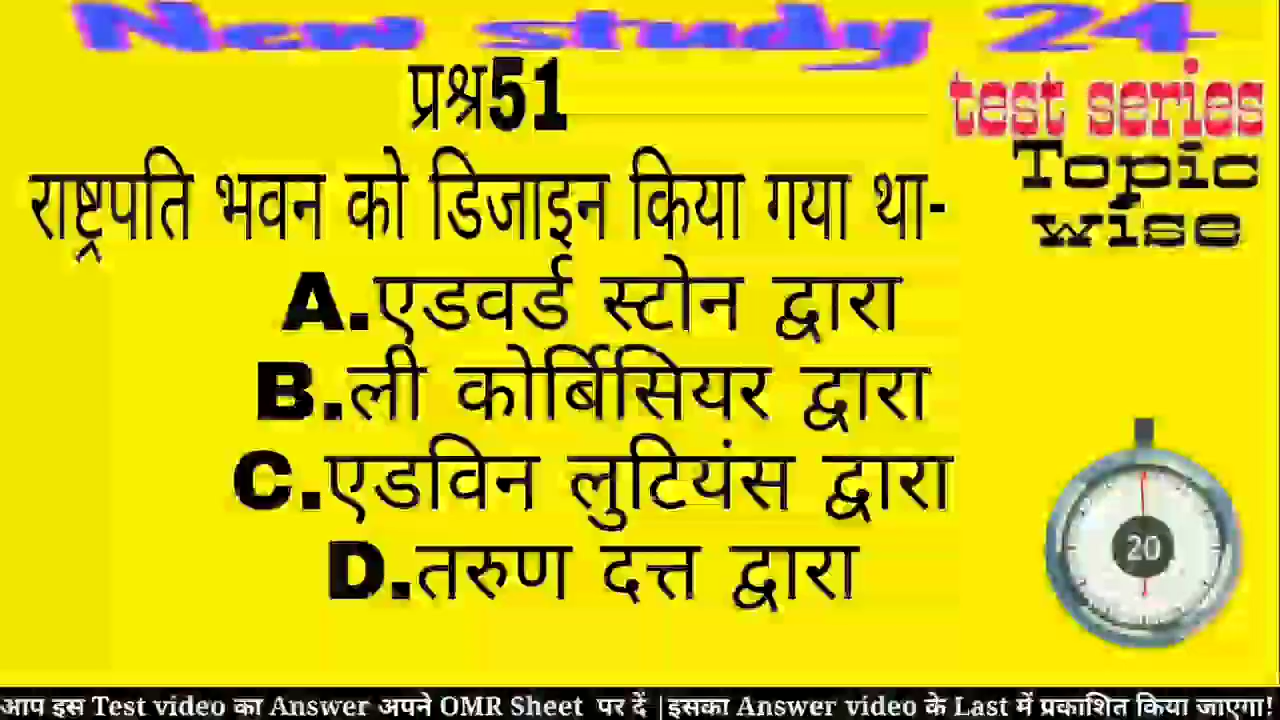 New study 24
प्रश्र51
test series
Topic
wise
राष्ट्रपति भवन को डिजाइन किया गया था-
A.एडवर्ड स्टोन द्वारा
B.ली कोर्बिसियर द्वारा
C.एडविन लुटियंस द्वारा
D.तरुण दत्त द्वारा
20
आप इस Test video का Answer अपने OMR Sheet पर दें |इसका Answer video के Last में प्रकाशित किया जाएगा!